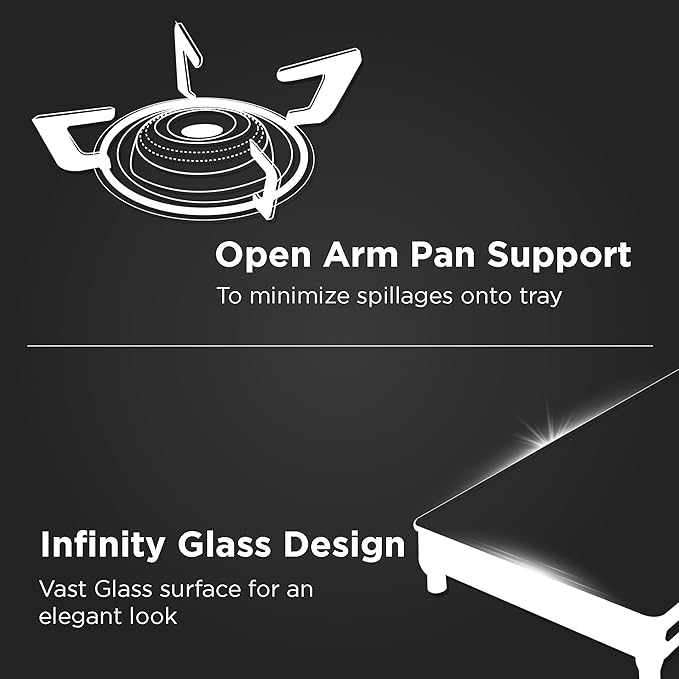 Open Arm Pan Support
To minimize spillages onto tray
Infinity Glass Design
Vast Glass surface for an
elegant look